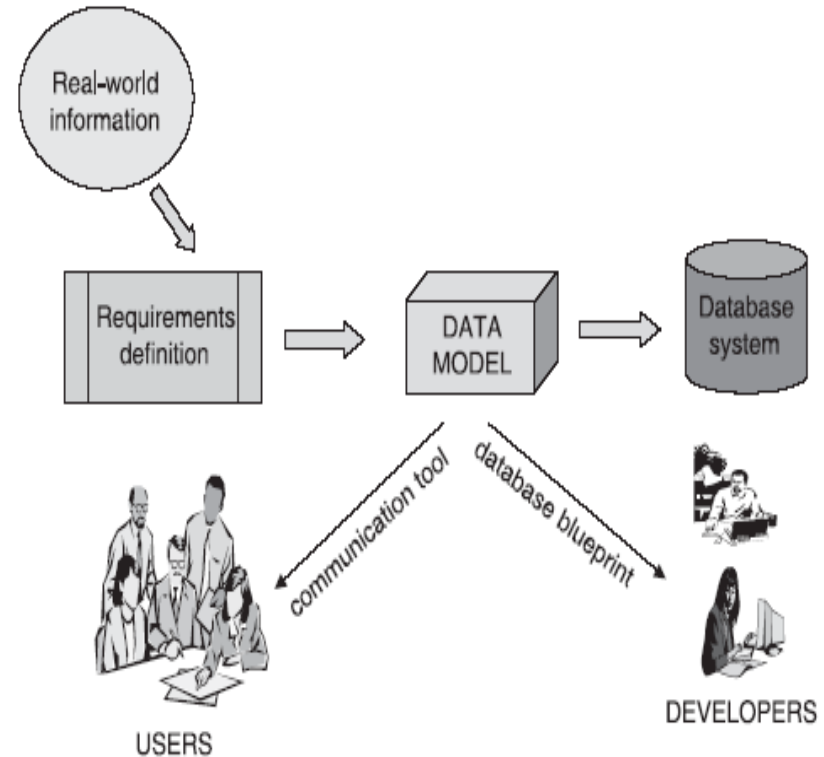 Real-world
information
Requirements
definition
DATA
MODEL
Database
system
communication tool
database blueprint
USERS
DEVELOPERS